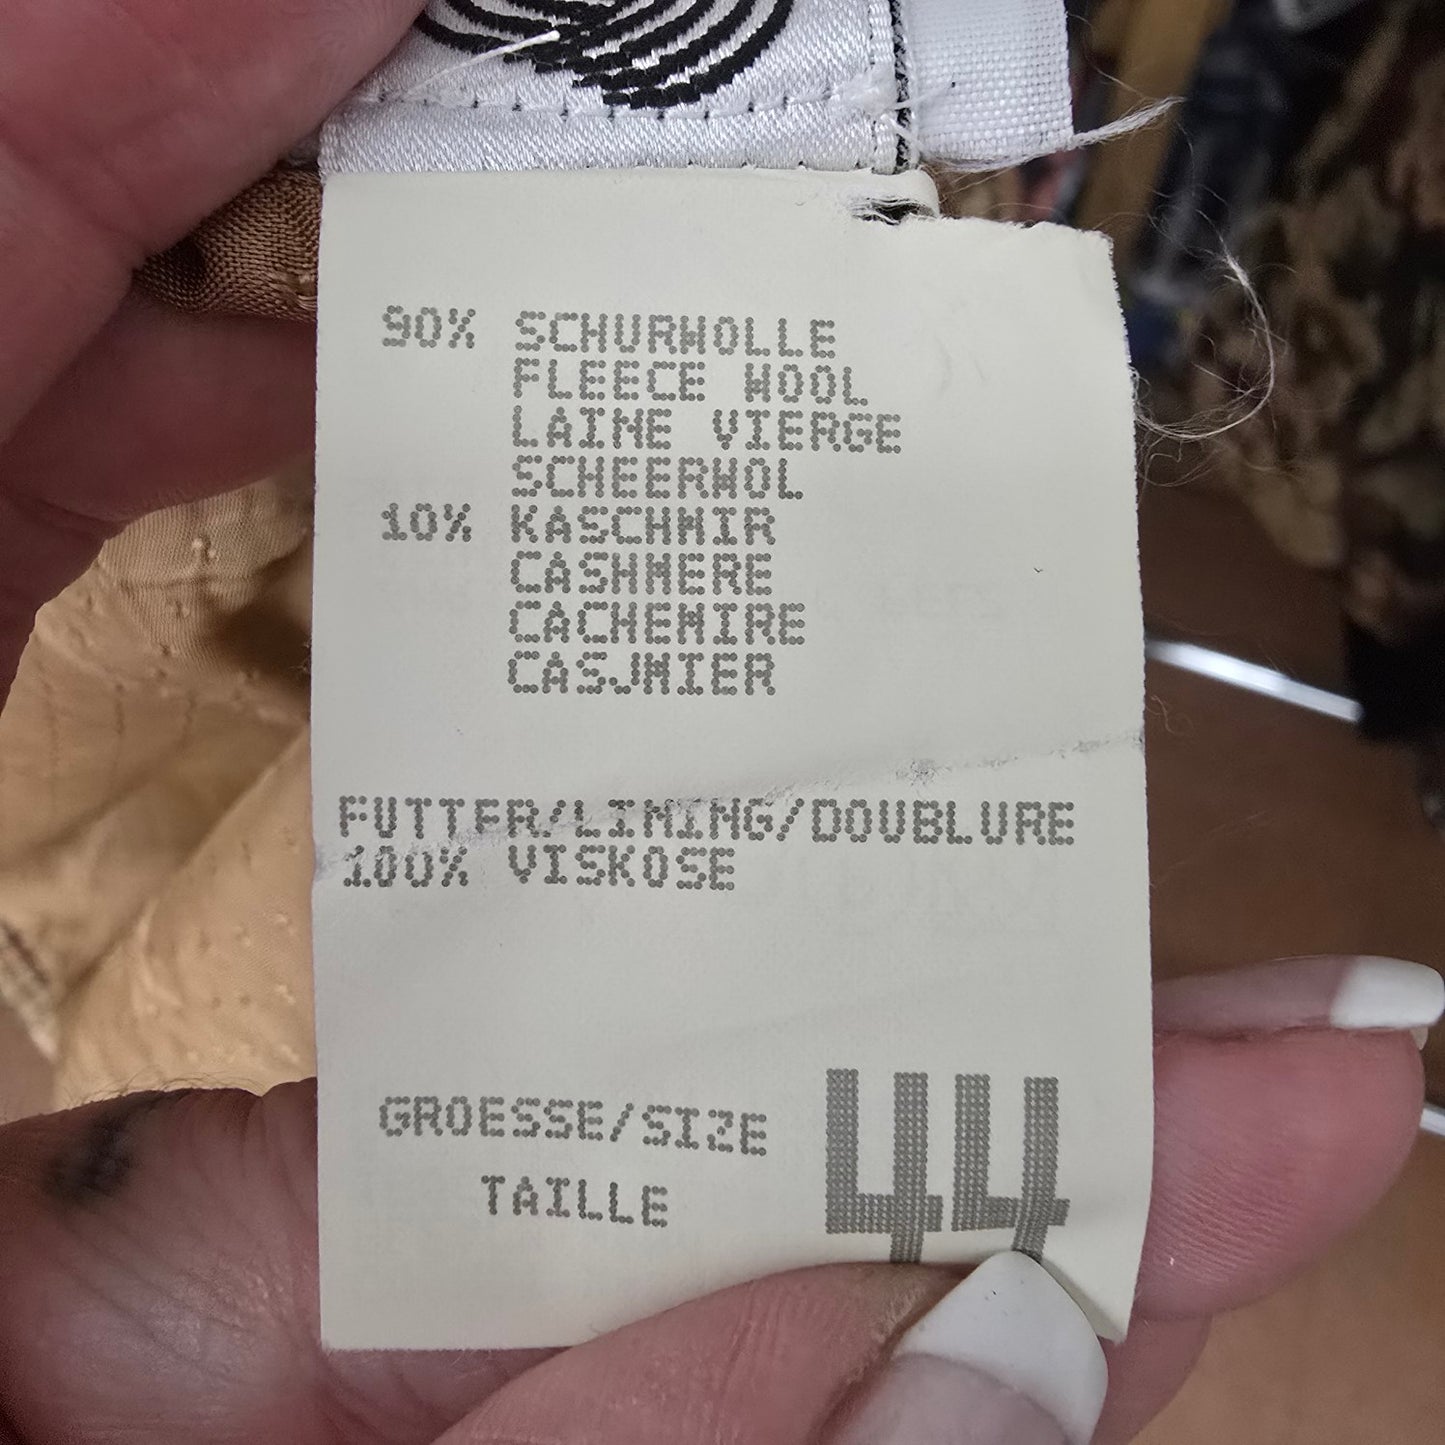 90% SCHURWOLLE
FLEECE WOOL
LAINE VIERGE
SCHEERWOL
10% KASCHMIR
CASHMERE
CACHEMIRE
CASJMIER
FUTTER/LINING/DOUBLURE
100% VISKOSE
GROESSE/SIZE 44
TAILLE